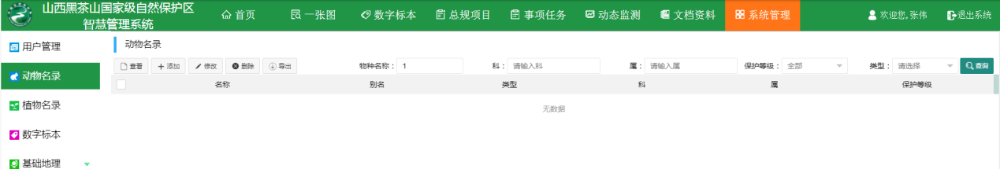 山西黑茶山国家级自然保护区
智慧管理系统
首页 一张图 数字标本 总规项目 事项任务 动态监测 文档资料 系统管理 欢迎您,张伟 退出系统
用户管理
动物名录
植物名录
数字标本
基础地理
动物名录
查看 添加 修改 删除 导出 物种名称： 1 科： 请输入科 属： 请输入属 保护等级： 全部 类型： 请选择 查询
名称 别名 类型 科 属 保护等级
无数据